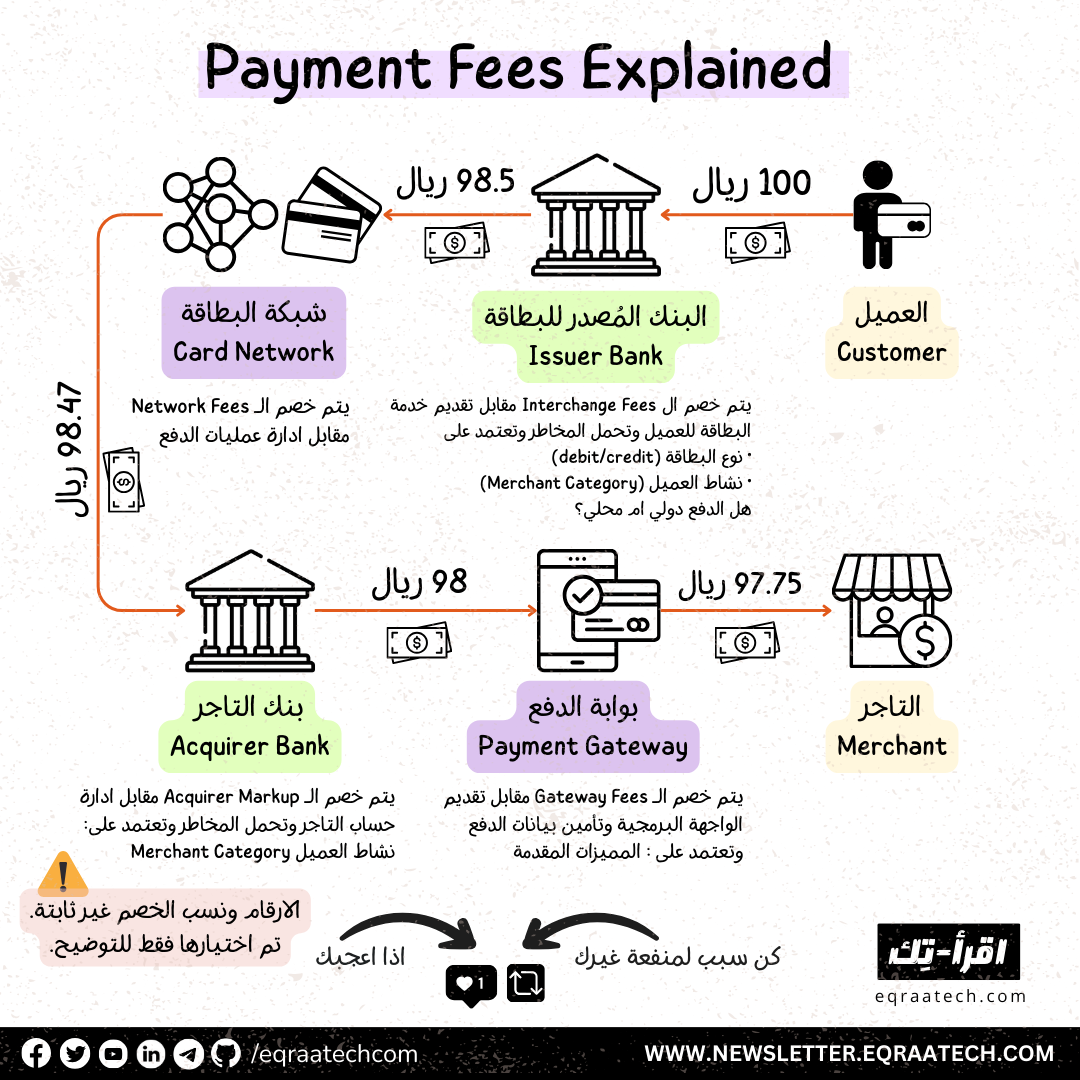 Payment Fees Explained
100 ريال
98.5 ريال
العميل
Customer
البنك المُصدر للبطاقة
Issuer Bank
يتم خصم ال Interchange Fees مقابل تقديم خدمة
البطاقة للعميل وتحمل المخاطر وتعتمد على
• نوع البطاقة (debit/credit)
• نشاط العميل (Merchant Category)
هل الدفع دولي ام محلي؟
شبكة البطاقة
Card Network
يتم خصم الـ Network Fees
مقابل ادارة عمليات الدفع
98.47 ريال
98 ريال
97.75 ريال
بنك التاجر
Acquirer Bank
يتم خصم الـ Acquirer Markup مقابل ادارة
حساب التاجر وتحمل المخاطر وتعتمد على:
نشاط العميل Merchant Category
بوابة الدفع
Payment Gateway
يتم خصم الـ Gateway Fees مقابل تقديم
الواجهة البرمجية وتأمين بيانات الدفع
وتعتمد على : المميزات المقدمة
التاجر
Merchant
الارقام ونسب الخصم غير ثابتة.
تم اختيارها فقط للتوضيح.
اذا اعجبك
1
كن سبب لمنفعة غيرك
اقرأ-تِك
eqraatech.com
/eqraatechcom
WWW.NEWSLETTER.EQRAATECH.COM